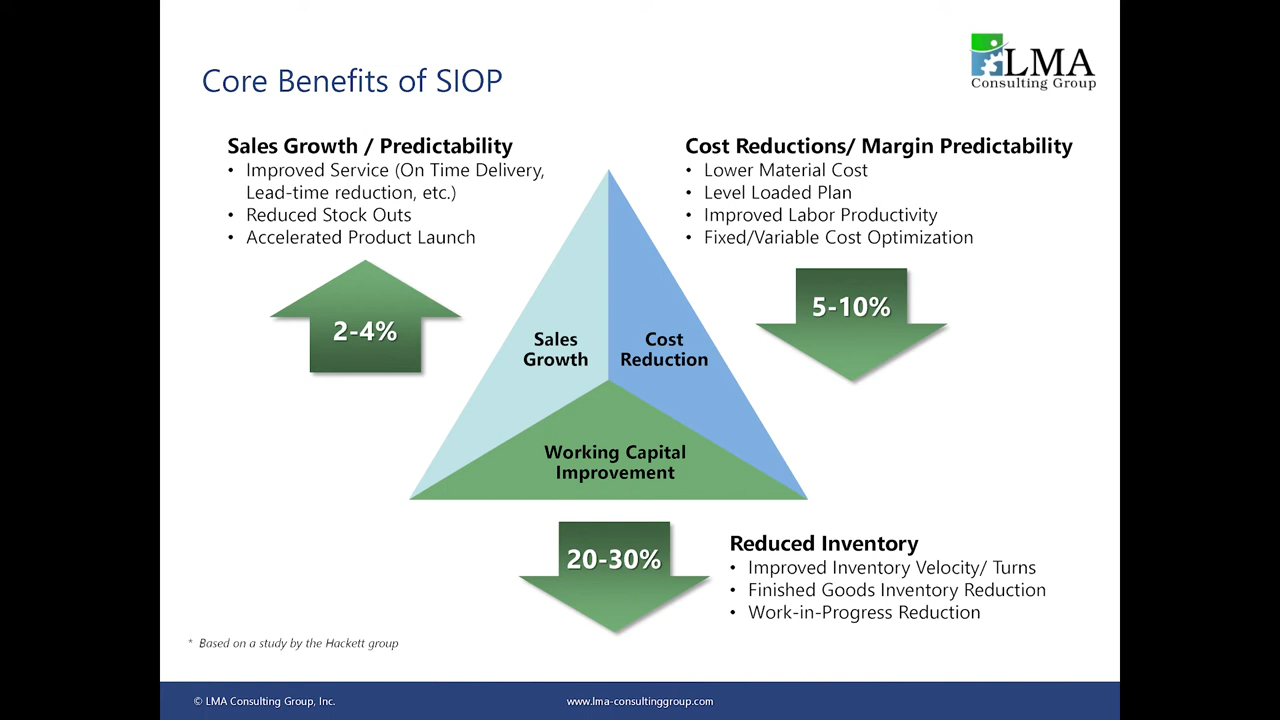 LMA
Consulting Group
Core Benefits of SIOP
Sales Growth / Predictability
• Improved Service (On Time Delivery,
Lead-time reduction, etc.)
• Reduced Stock Outs
• Accelerated Product Launch
Cost Reductions/ Margin Predictability
• Lower Material Cost
• Level Loaded Plan
• Improved Labor Productivity
• Fixed/Variable Cost Optimization
2-4%
5-10%
Sales
Growth
Cost
Reduction
Working Capital
Improvement
20-30%
Reduced Inventory
• Improved Inventory Velocity/ Turns
• Finished Goods Inventory Reduction
• Work-in-Progress Reduction
* Based on a study by the Hackett group
© LMA Consulting Group, Inc.
www.lma-consultinggroup.com